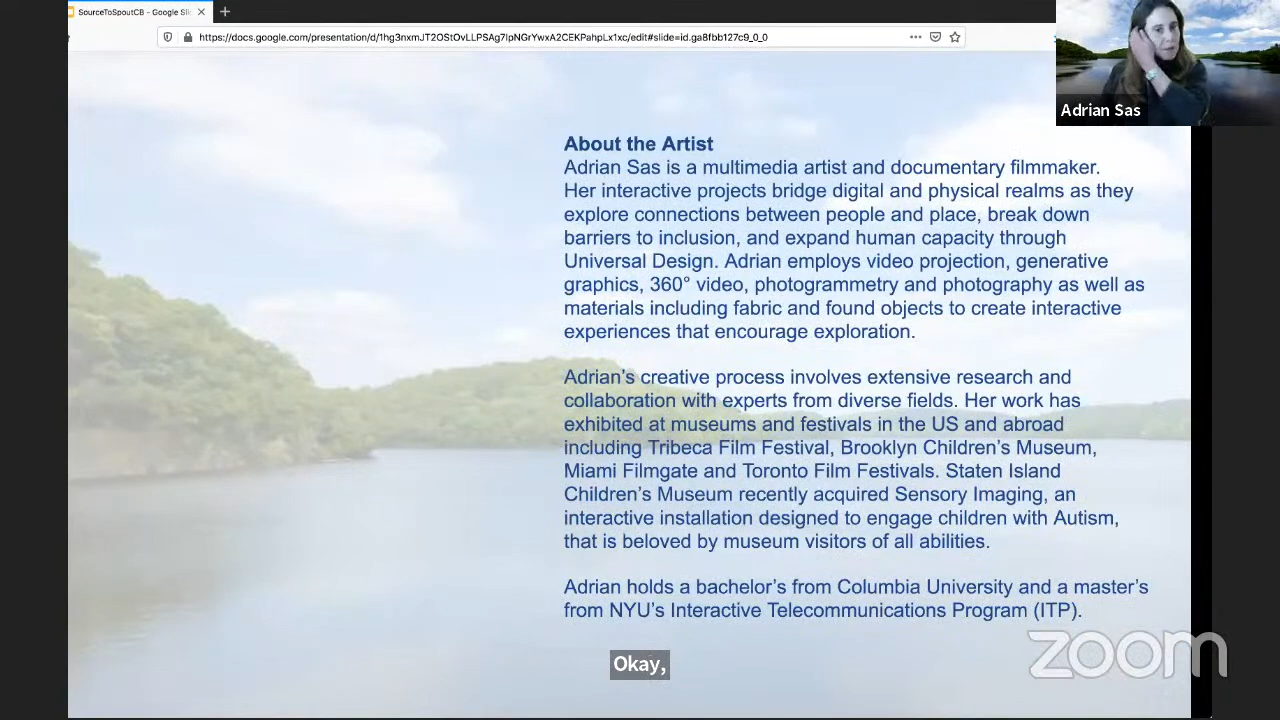 SourceToSpoutCB - Google Sli
https://docs.google.com/presentation/d/1hg3nxmJT2OStOvLLPSAg7IpNGrYwxA2CEKPahpLx1xc/edit#slide=id.ga8fbb127c9_0_0
Adrian Sas
About the Artist
Adrian Sas is a multimedia artist and documentary filmmaker.
Her interactive projects bridge digital and physical realms as they
explore connections between people and place, break down
barriers to inclusion, and expand human capacity through
Universal Design. Adrian employs video projection, generative
graphics, 360° video, photogrammetry and photography as well as
materials including fabric and found objects to create interactive
experiences that encourage exploration.
Adrian’s creative process involves extensive research and
collaboration with experts from diverse fields. Her work has
exhibited at museums and festivals in the US and abroad
including Tribeca Film Festival, Brooklyn Children’s Museum,
Miami Filmgate and Toronto Film Festivals. Staten Island
Children’s Museum recently acquired Sensory Imaging, an
interactive installation designed to engage children with Autism,
that is beloved by museum visitors of all abilities.
Adrian holds a bachelor’s from Columbia University and a master’s
from NYU’s Interactive Telecommunications Program (ITP).
Okay,
zoom